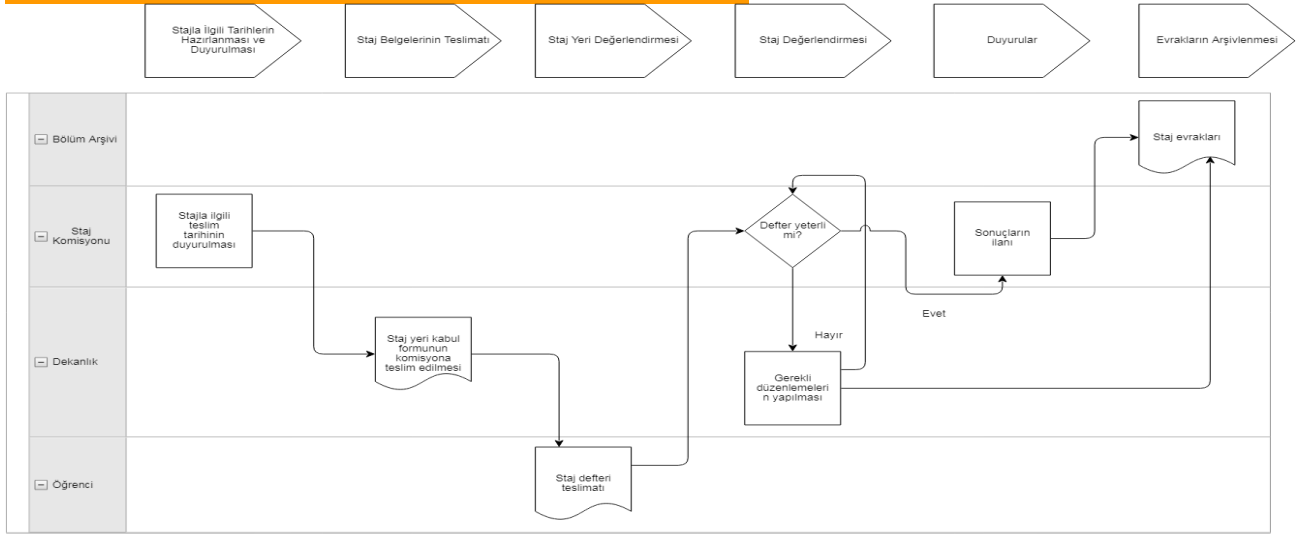 Stajla İlgili Tarihlerin
Hazırlanması ve
Duyurulması
Staj Belgelerinin Teslimatı
Staj Yeri Değerlendirmesi
Staj Değerlendirmesi
Duyurular
Evrakların Arşivlenmesi
Bölüm Arşivi
Staj evrakları
Staj
Komisyonu
Stajla ilgili
teslim
tarihinin
duyurulması
Defter yeterli
mi?
Sonuçların
ilanı
Evet
Hayır
Dekanlık
Staj yeri kabul
formunun
komisyona
teslim edilmesi
Gerekli
düzenlemeleri
n yapılması
Öğrenci
Staj defteri
teslimatı